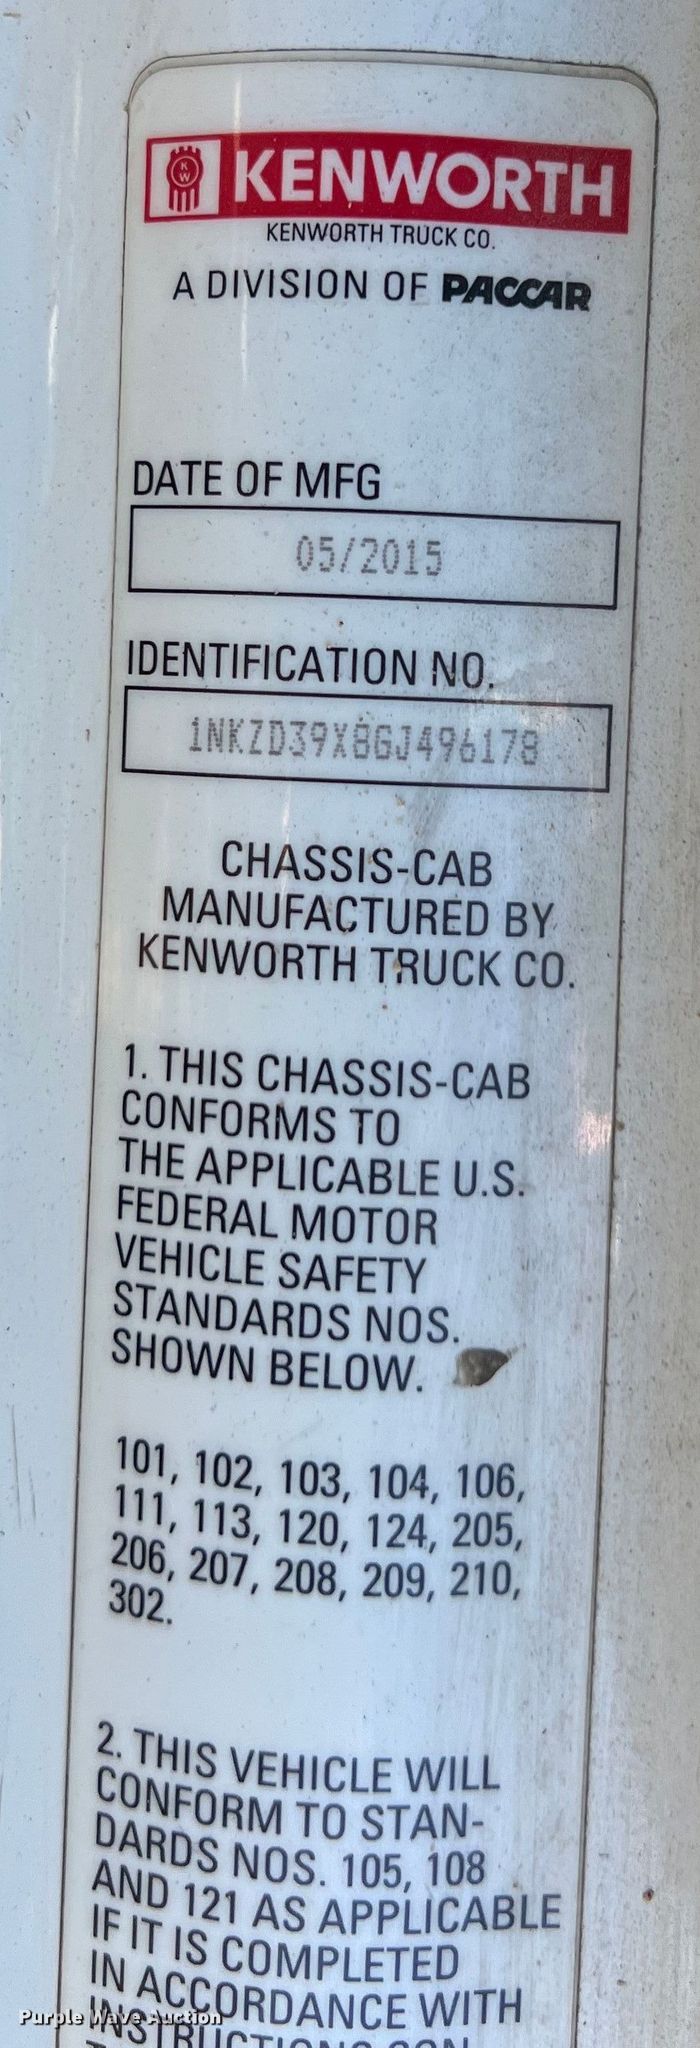 KW
KENWORTH
KENWORTH TRUCK CO.
A DIVISION OF PACCAR
DATE OF MFG
05/2015
IDENTIFICATION NO.
1NKZD39X8GJ496178
CHASSIS-CAB
MANUFACTURED BY
KENWORTH TRUCK CO.
1. THIS CHASSIS-CAB
CONFORMS TO
THE APPLICABLE U.S.
FEDERAL MOTOR
VEHICLE SAFETY
STANDARDS NOS.
SHOWN BELOW.
101, 102, 103, 104, 106,
111, 113, 120, 124, 205,
206, 207, 208, 209, 210,
302.
2. THIS VEHICLE WILL
CONFORM TO STAN-
DARDS NOS. 105, 108
AND 121 AS APPLICABLE
IF IT IS COMPLETED
IN ACCORDANCE WITH
INSTRUCTIONS CON-
Purple Wave Auction